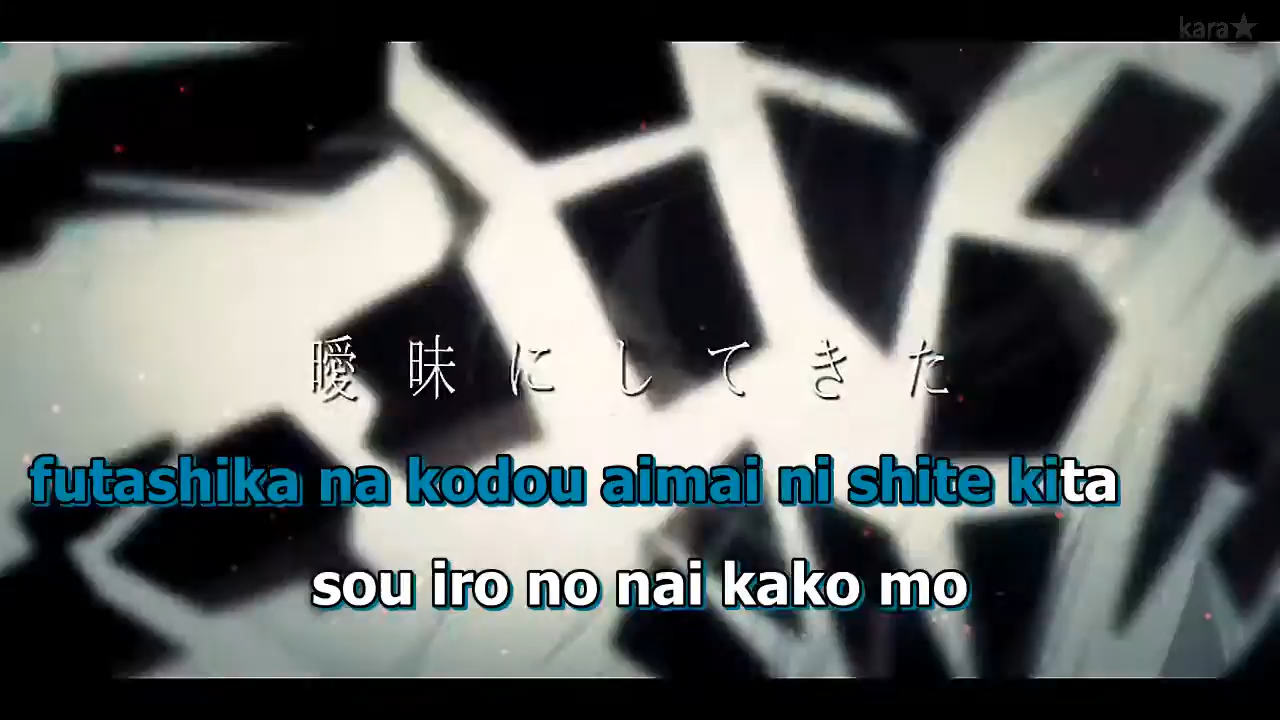 kara★
曖昧にしてきた
futashika na kodou aimai ni shite kita
sou iro no nai kako mo